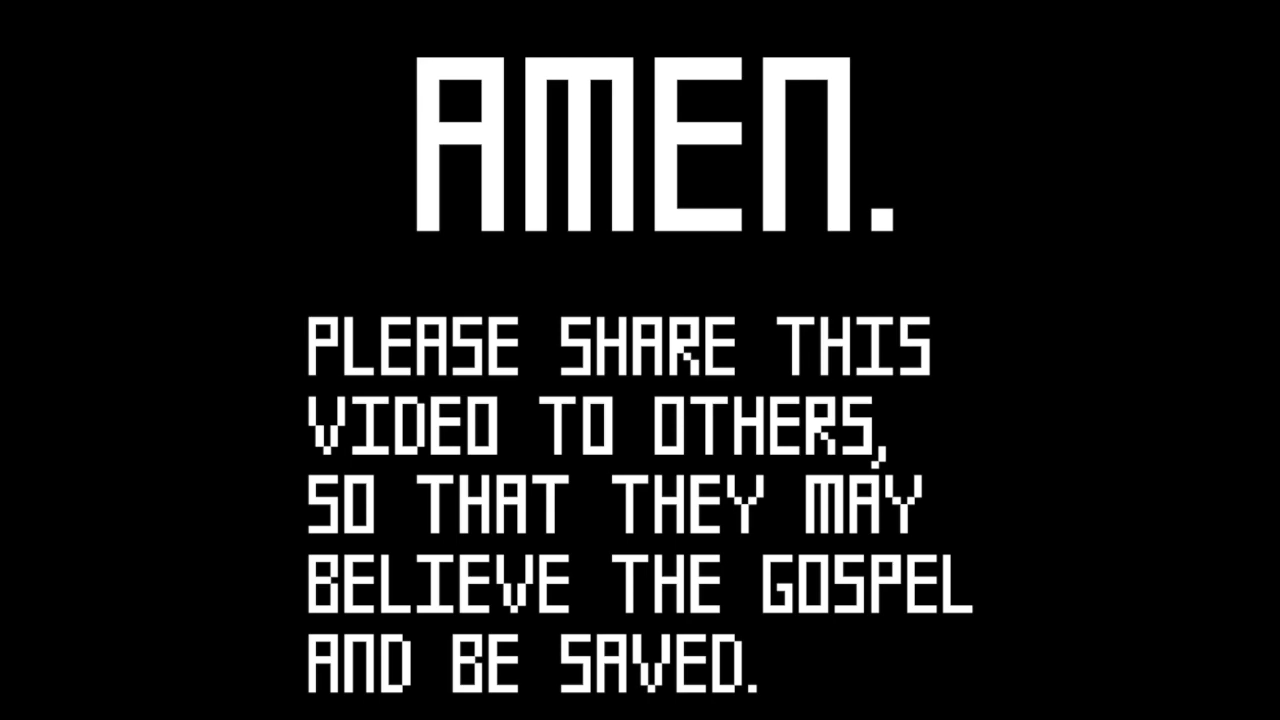 AMEN.
PLEASE SHARE THIS
VIDEO TO OTHERS,
SO THAT THEY MAY
BELIEVE THE GOSPEL
AND BE SAVED.